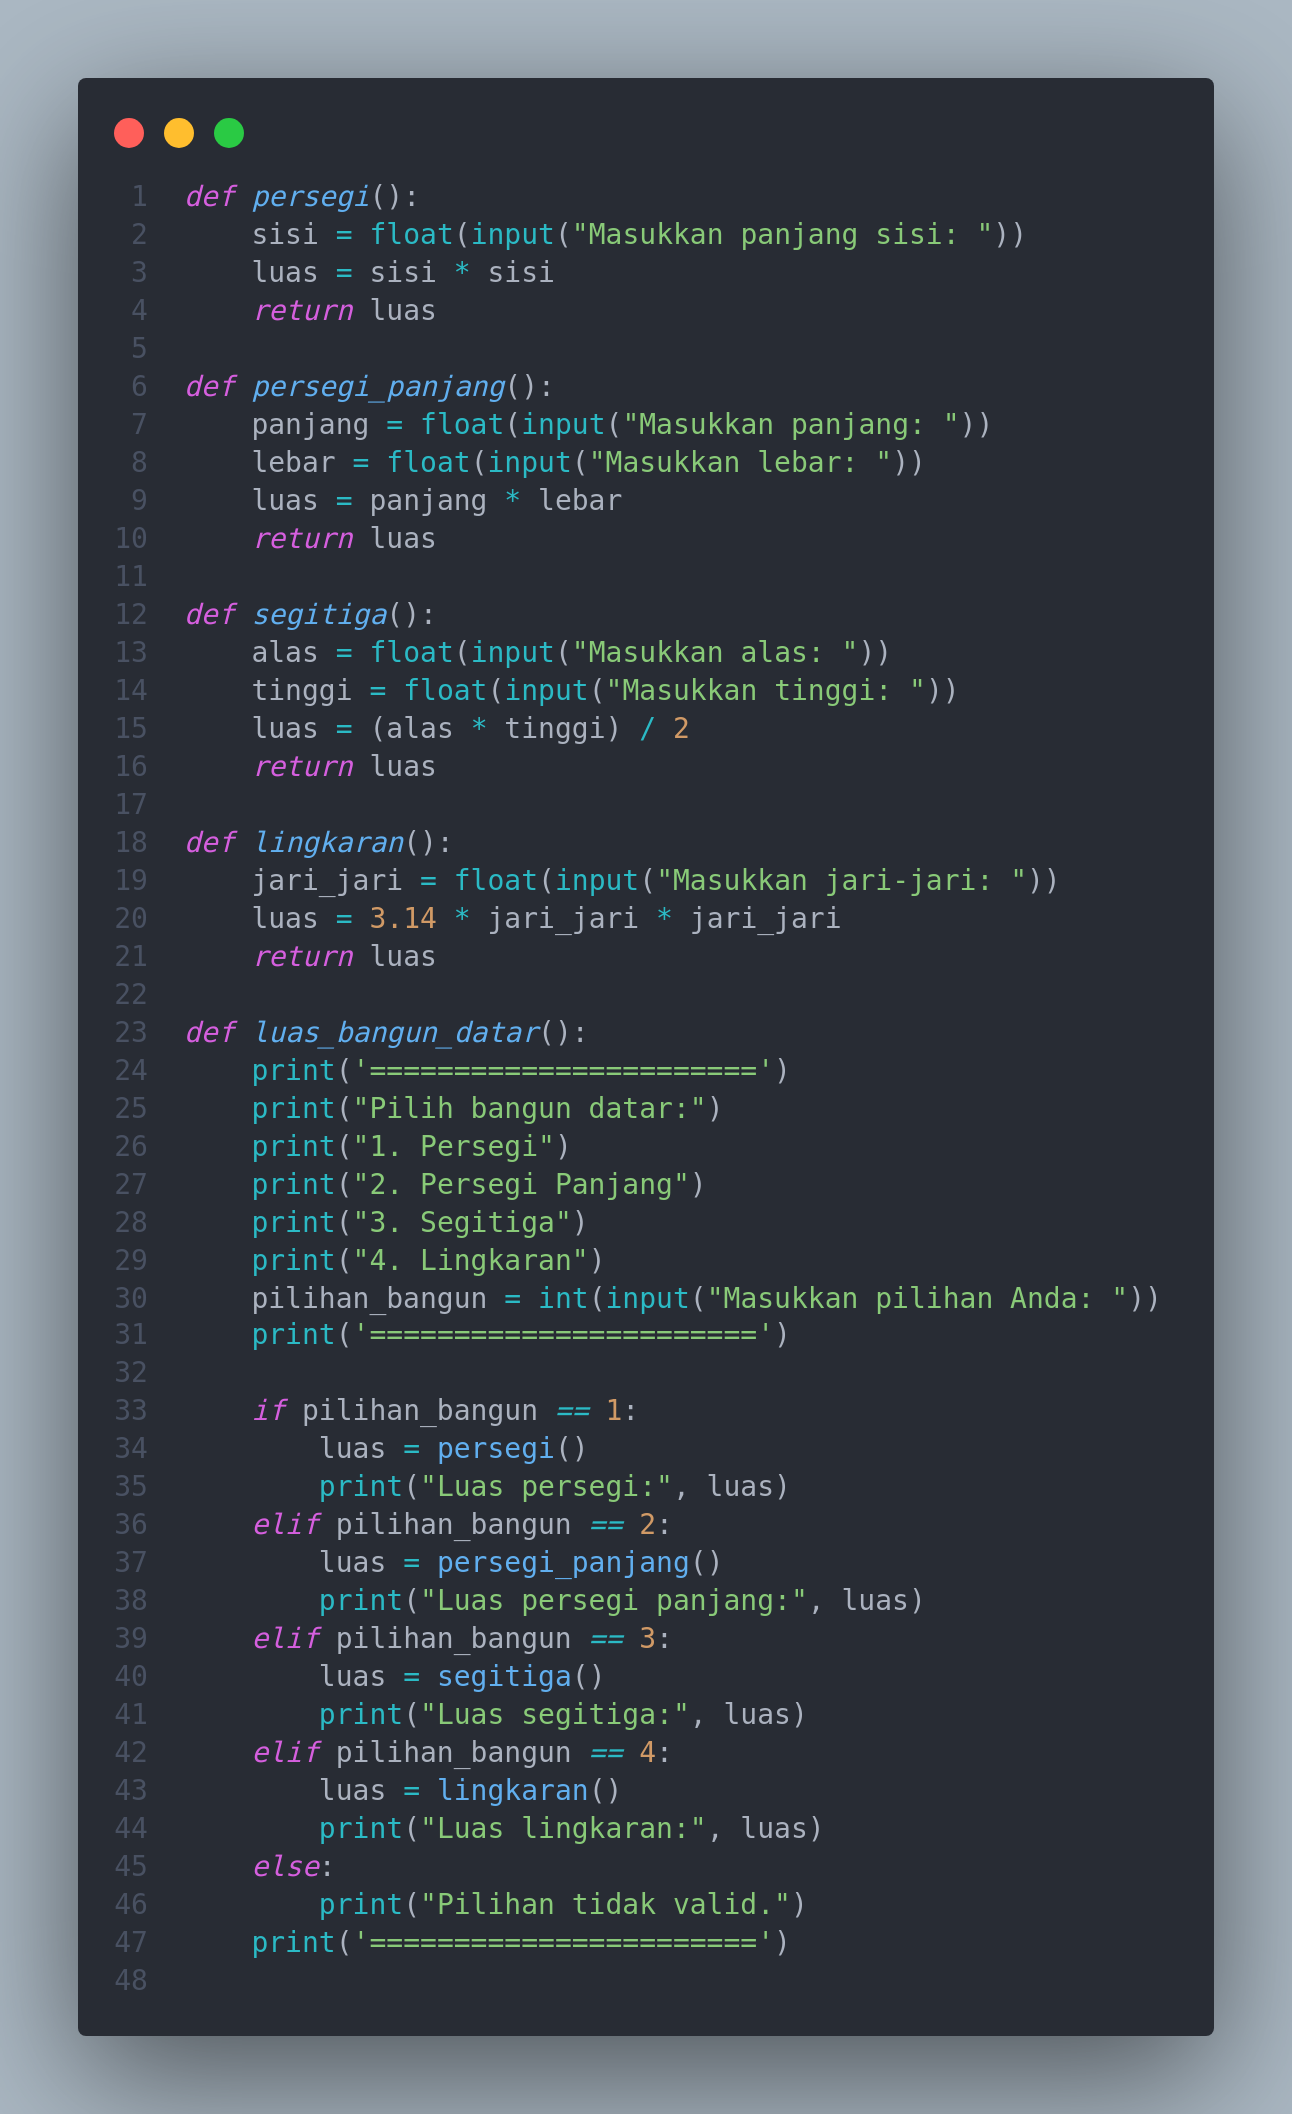 1 def persegi():
2     sisi = float(input("Masukkan panjang sisi: "))
3     luas = sisi * sisi
4     return luas
5
6 def persegi_panjang():
7     panjang = float(input("Masukkan panjang: "))
8     lebar = float(input("Masukkan lebar: "))
9     luas = panjang * lebar
10     return luas
11
12 def segitiga():
13     alas = float(input("Masukkan alas: "))
14     tinggi = float(input("Masukkan tinggi: "))
15     luas = (alas * tinggi) / 2
16     return luas
17
18 def lingkaran():
19     jari_jari = float(input("Masukkan jari-jari: "))
20     luas = 3.14 * jari_jari * jari_jari
21     return luas
22
23 def luas_bangun_datar():
24     print('=======================')
25     print("Pilih bangun datar:")
26     print("1. Persegi")
27     print("2. Persegi Panjang")
28     print("3. Segitiga")
29     print("4. Lingkaran")
30     pilihan_bangun = int(input("Masukkan pilihan Anda: "))
31     print('=======================')
32
33     if pilihan_bangun == 1:
34         luas = persegi()
35         print("Luas persegi:", luas)
36     elif pilihan_bangun == 2:
37         luas = persegi_panjang()
38         print("Luas persegi panjang:", luas)
39     elif pilihan_bangun == 3:
40         luas = segitiga()
41         print("Luas segitiga:", luas)
42     elif pilihan_bangun == 4:
43         luas = lingkaran()
44         print("Luas lingkaran:", luas)
45     else:
46         print("Pilihan tidak valid.")
47     print('=======================')
48